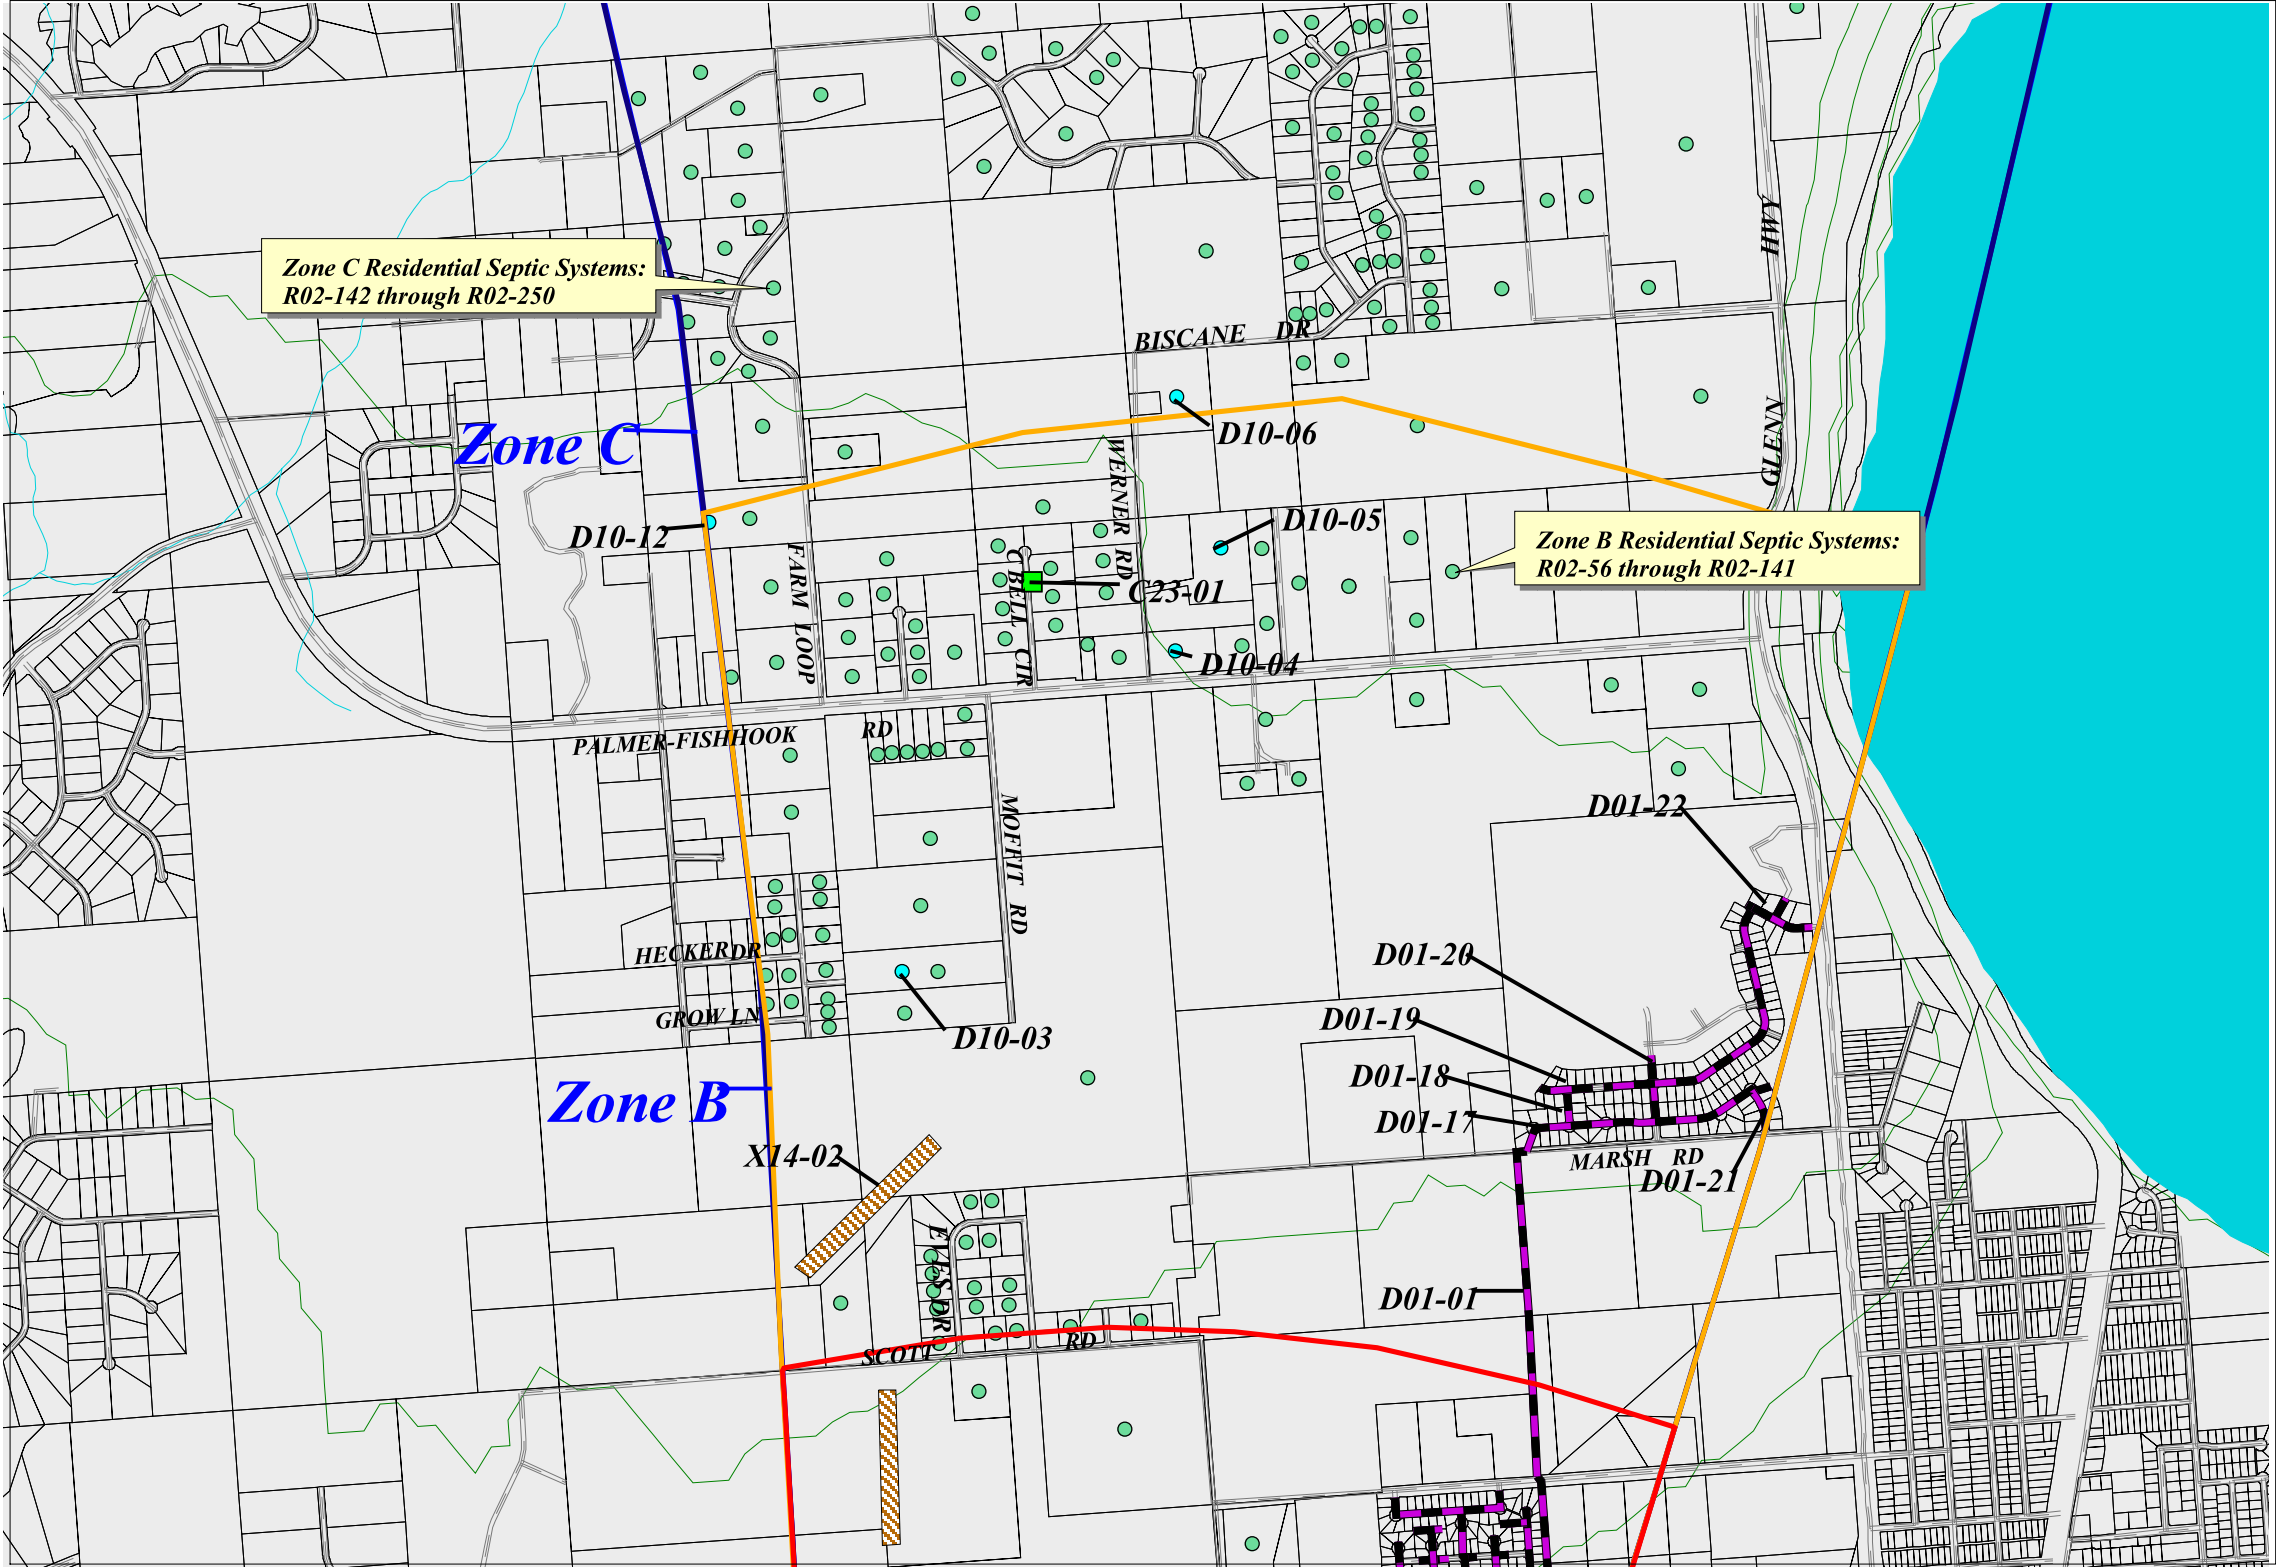 HWY
Zone C Residential Septic Systems:
R02-142 through R02-250
BISCANE DR
GLENN
Zone C
D10-06
WERNER RD
D10-12
D10-05
Zone B Residential Septic Systems:
R02-56 through R02-141
FARM LOOP
C BELL CIR
C23-01
D10-04
PALMER-FISHHOOK RD
MOFFIT RD
D01-22
HECKER DR
D01-20
GROW LN
D10-03
D01-19
D01-18
Zone B
D01-17
X14-02
MARSH RD
D01-21
EVES DR
D01-01
SCOTT RD